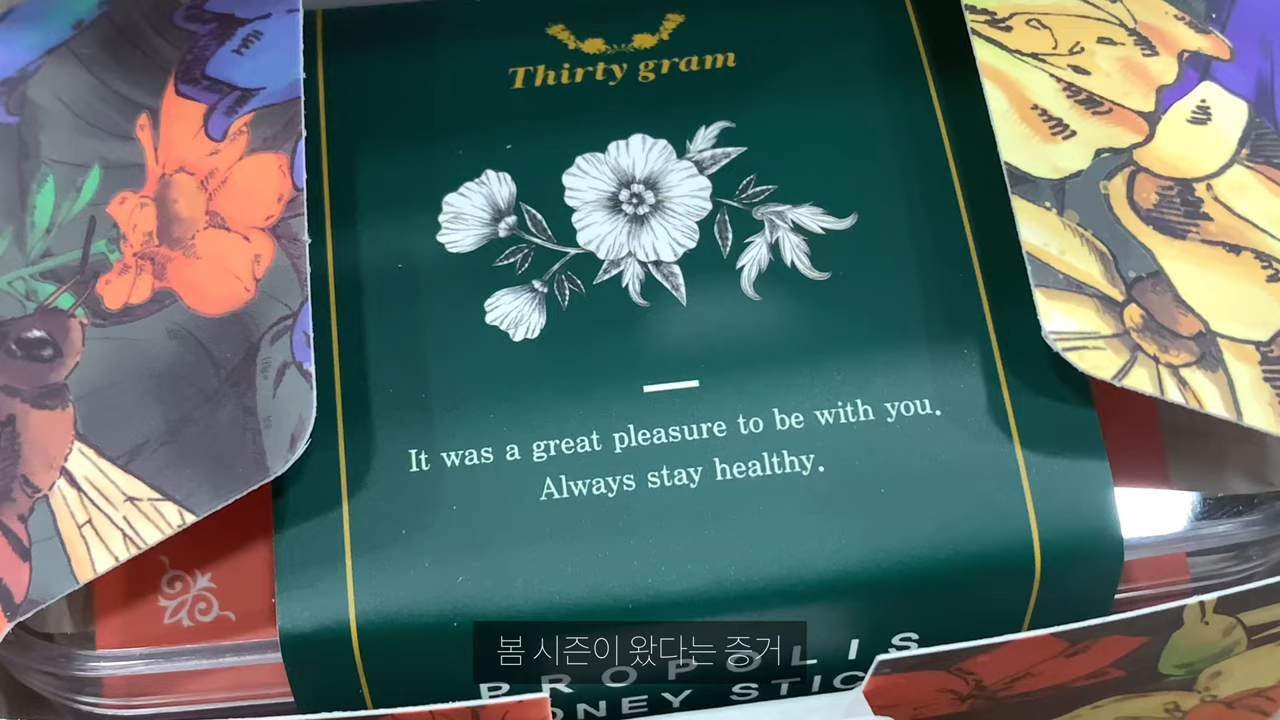 Thirty gram
It was a great pleasure to be with you.
Always stay healthy.
봄 시즌이 왔다는 증거
PROPOLIS